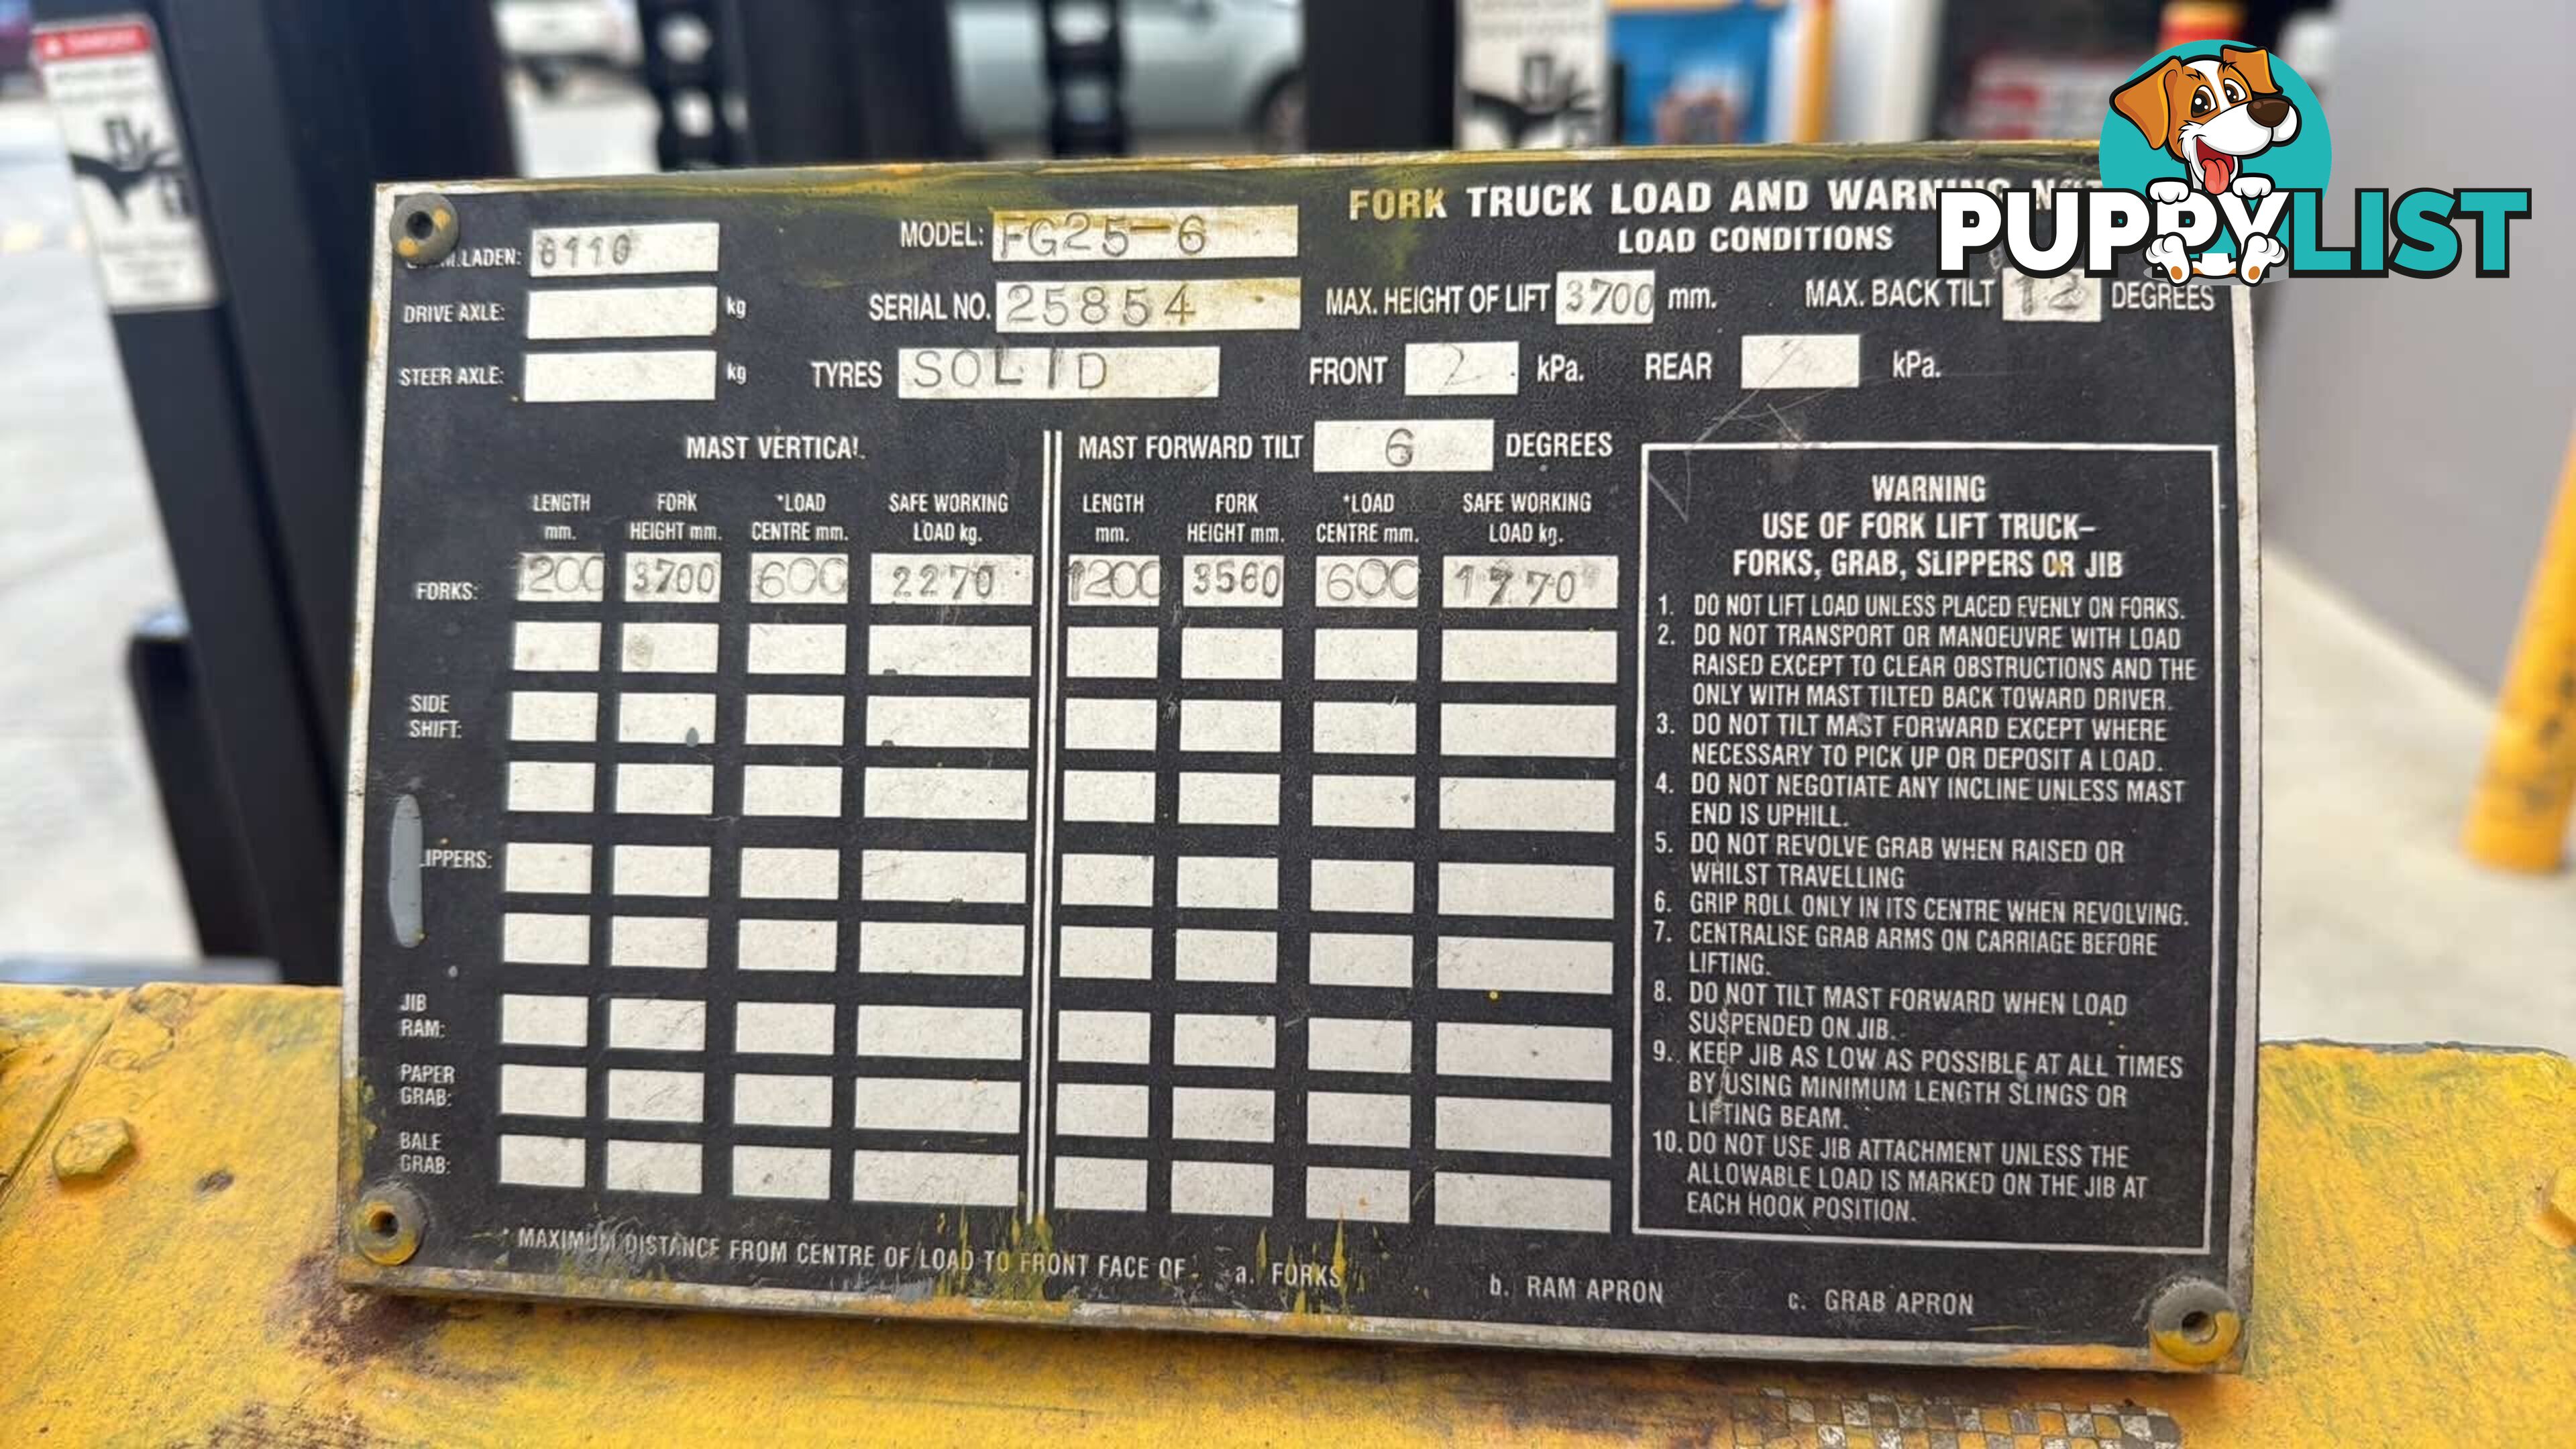 PUPPYLIST
FORK TRUCK LOAD AND WARNING
LOAD CONDITIONS
LADEN: 6110
MODEL: FG25-6
DRIVE AXLE: kg
SERIAL NO. 25854
MAX. HEIGHT OF LIFT 3700 mm.
MAX. BACK TILT 12 DEGREES
STEER AXLE: kg
TYRES SOLID
FRONT kPa. REAR kPa.
MAST VERTICAL
MAST FORWARD TILT 6 DEGREES
LENGTH mm. FORK HEIGHT mm. *LOAD CENTRE mm. SAFE WORKING LOAD kg.
LENGTH mm. FORK HEIGHT mm. *LOAD CENTRE mm. SAFE WORKING LOAD kg.
FORKS: 1200 3700 600 2270 1200 3560 600 1770
SIDE
SHIFT:
LIPPERS:
JIB
RAM:
PAPER
GRAB:
BALE
GRAB:
* MAXIMUM DISTANCE FROM CENTRE OF LOAD TO FRONT FACE OF a. FORKS b. RAM APRON c. GRAB APRON
WARNING
USE OF FORK LIFT TRUCK–
FORKS, GRAB, SLIPPERS OR JIB
1. DO NOT LIFT LOAD UNLESS PLACED EVENLY ON FORKS.
2. DO NOT TRANSPORT OR MANOEUVRE WITH LOAD
RAISED EXCEPT TO CLEAR OBSTRUCTIONS AND THE
ONLY WITH MAST TILTED BACK TOWARD DRIVER.
3. DO NOT TILT MAST FORWARD EXCEPT WHERE
NECESSARY TO PICK UP OR DEPOSIT A LOAD.
4. DO NOT NEGOTIATE ANY INCLINE UNLESS MAST
END IS UPHILL.
5. DO NOT REVOLVE GRAB WHEN RAISED OR
WHILST TRAVELLING
6. GRIP ROLL ONLY IN ITS CENTRE WHEN REVOLVING.
7. CENTRALISE GRAB ARMS ON CARRIAGE BEFORE
LIFTING.
8. DO NOT TILT MAST FORWARD WHEN LOAD
SUSPENDED ON JIB.
9. KEEP JIB AS LOW AS POSSIBLE AT ALL TIMES
BY USING MINIMUM LENGTH SLINGS OR
LIFTING BEAM.
10. DO NOT USE JIB ATTACHMENT UNLESS THE
ALLOWABLE LOAD IS MARKED ON THE JIB AT
EACH HOOK POSITION.